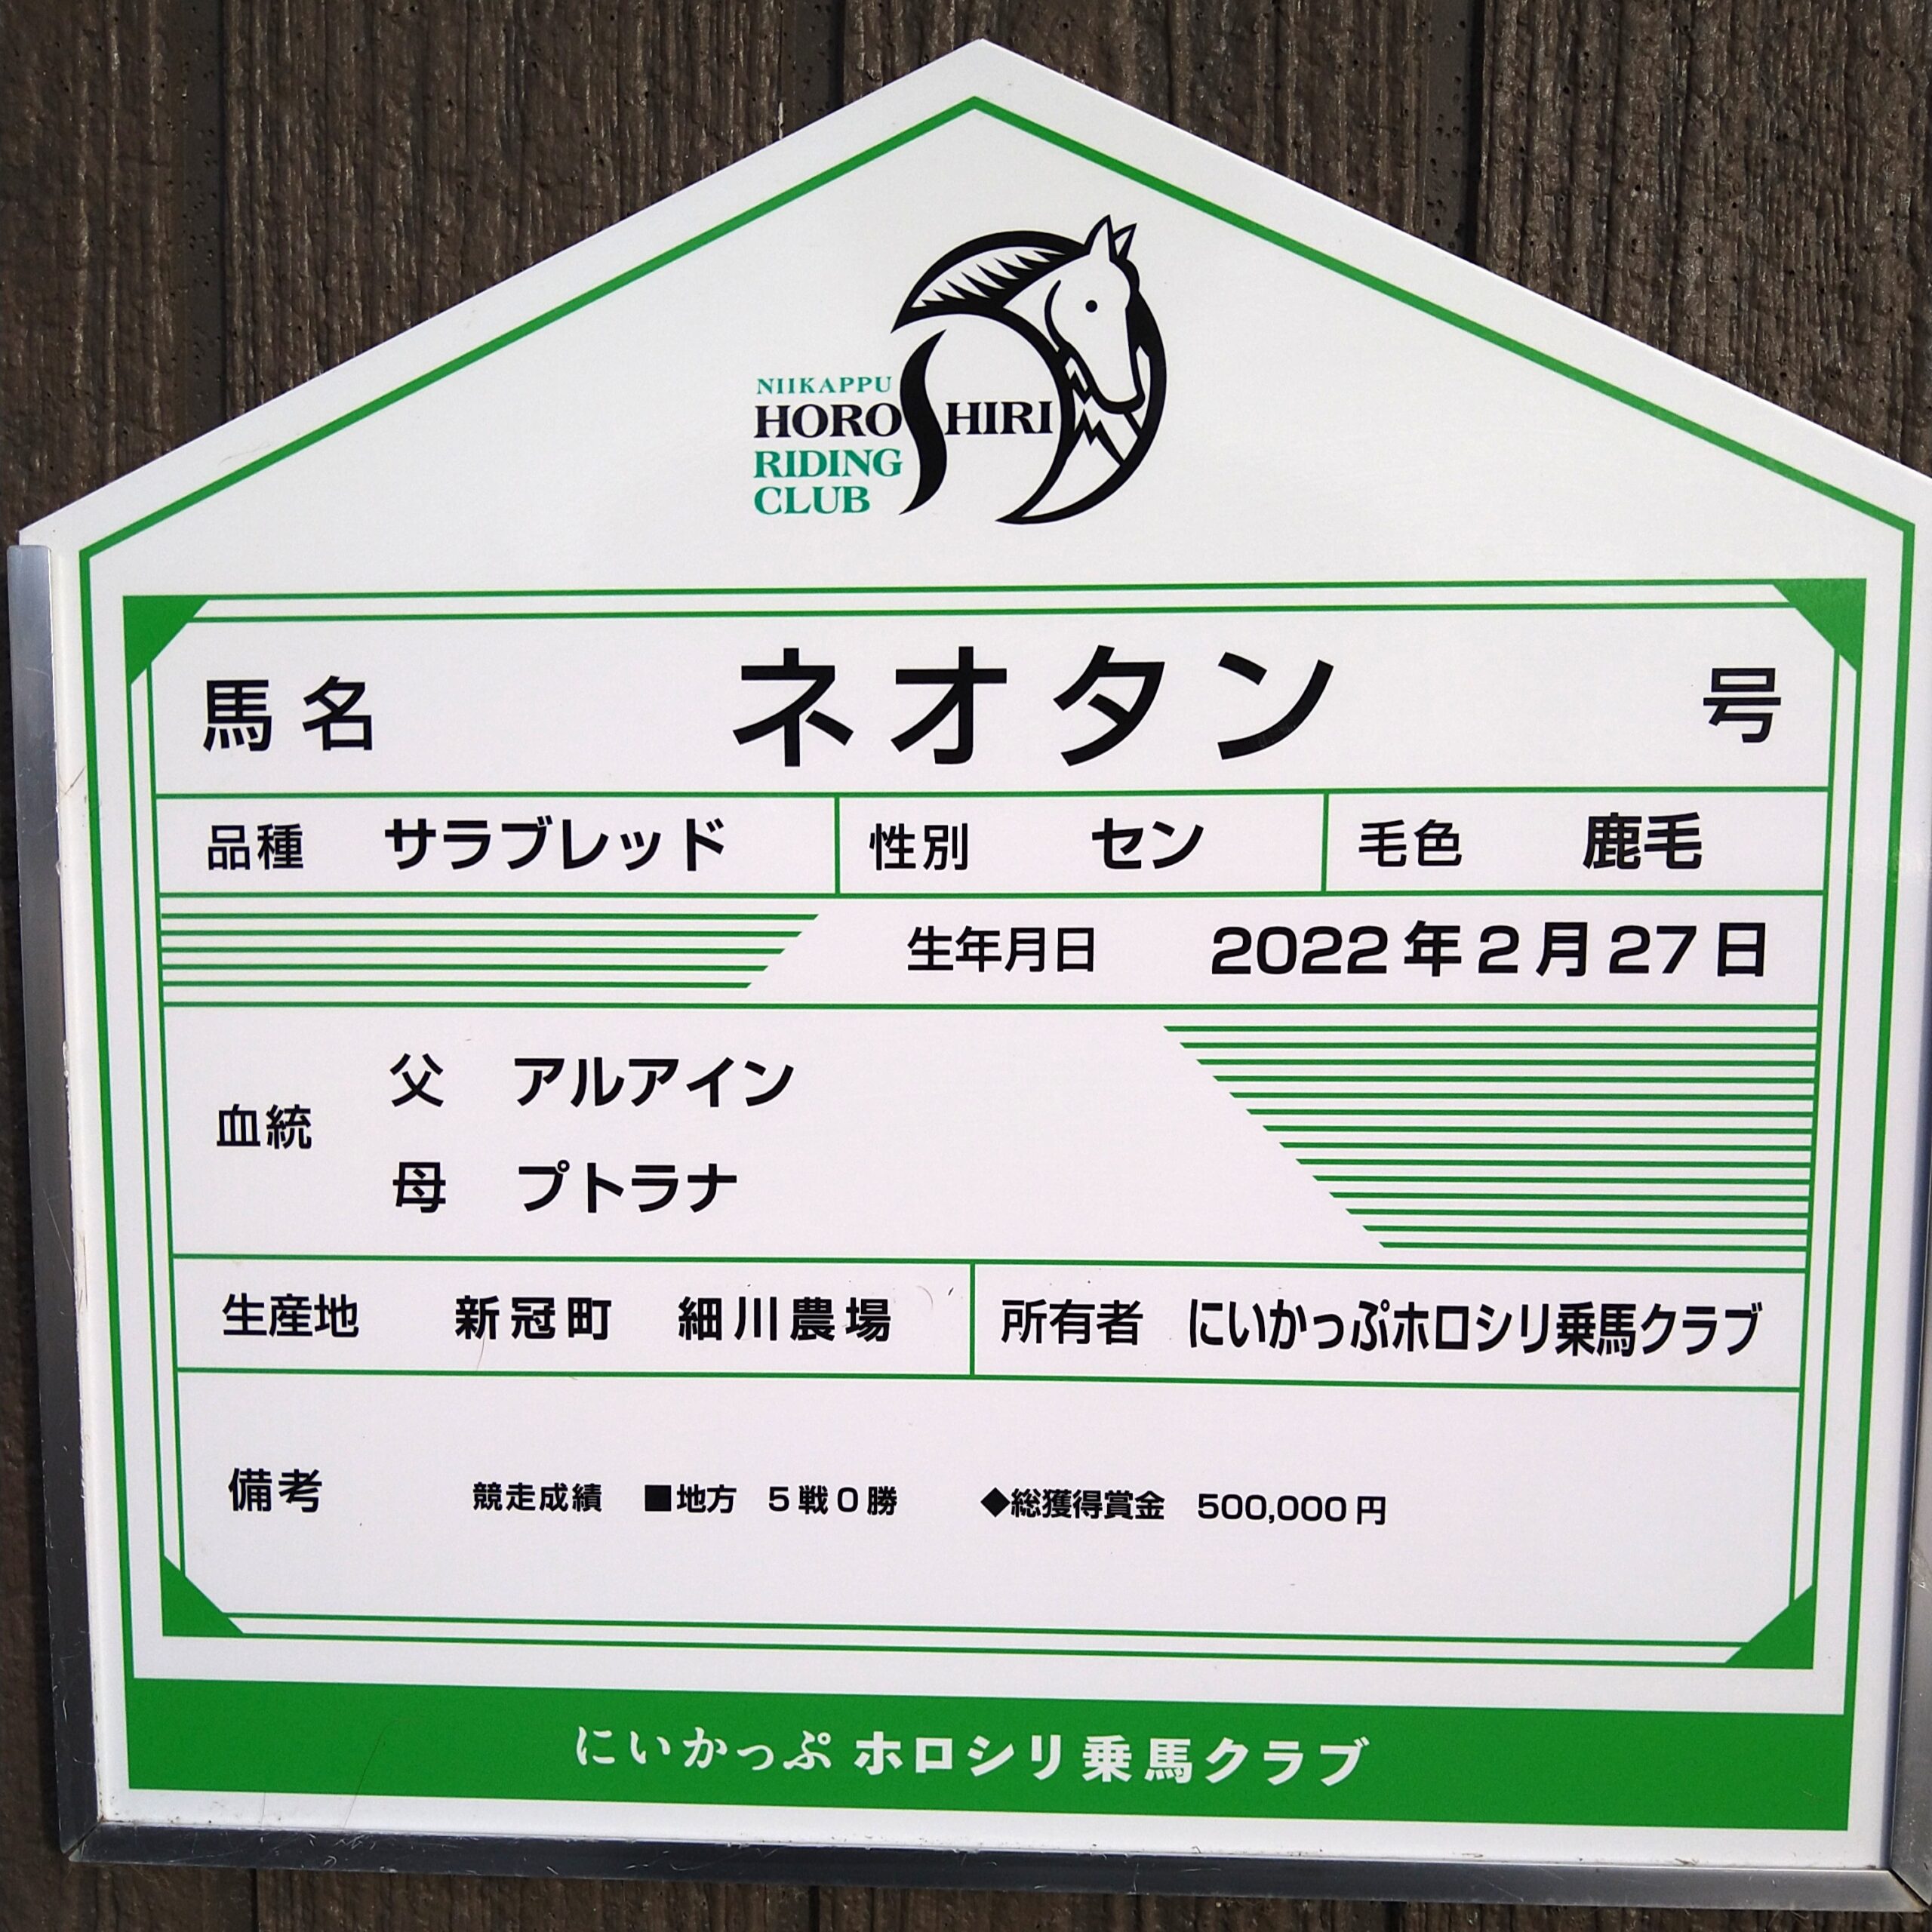 NIIKAPPU
HOROSHIRI
RIDING
CLUB
馬名 ネオタン 号
品種 サラブレッド 性別 セン 毛色 鹿毛
生年月日 2022年2月27日
血統
父 アルアイン
母 プトラナ
生産地 新冠町 細川農場 所有者 にいかっぷホロシリ乗馬クラブ
備考 競走成績 ■地方 5戦0勝 ◆総獲得賞金 500,000円
にいかっぷ ホロシリ乗馬クラブ